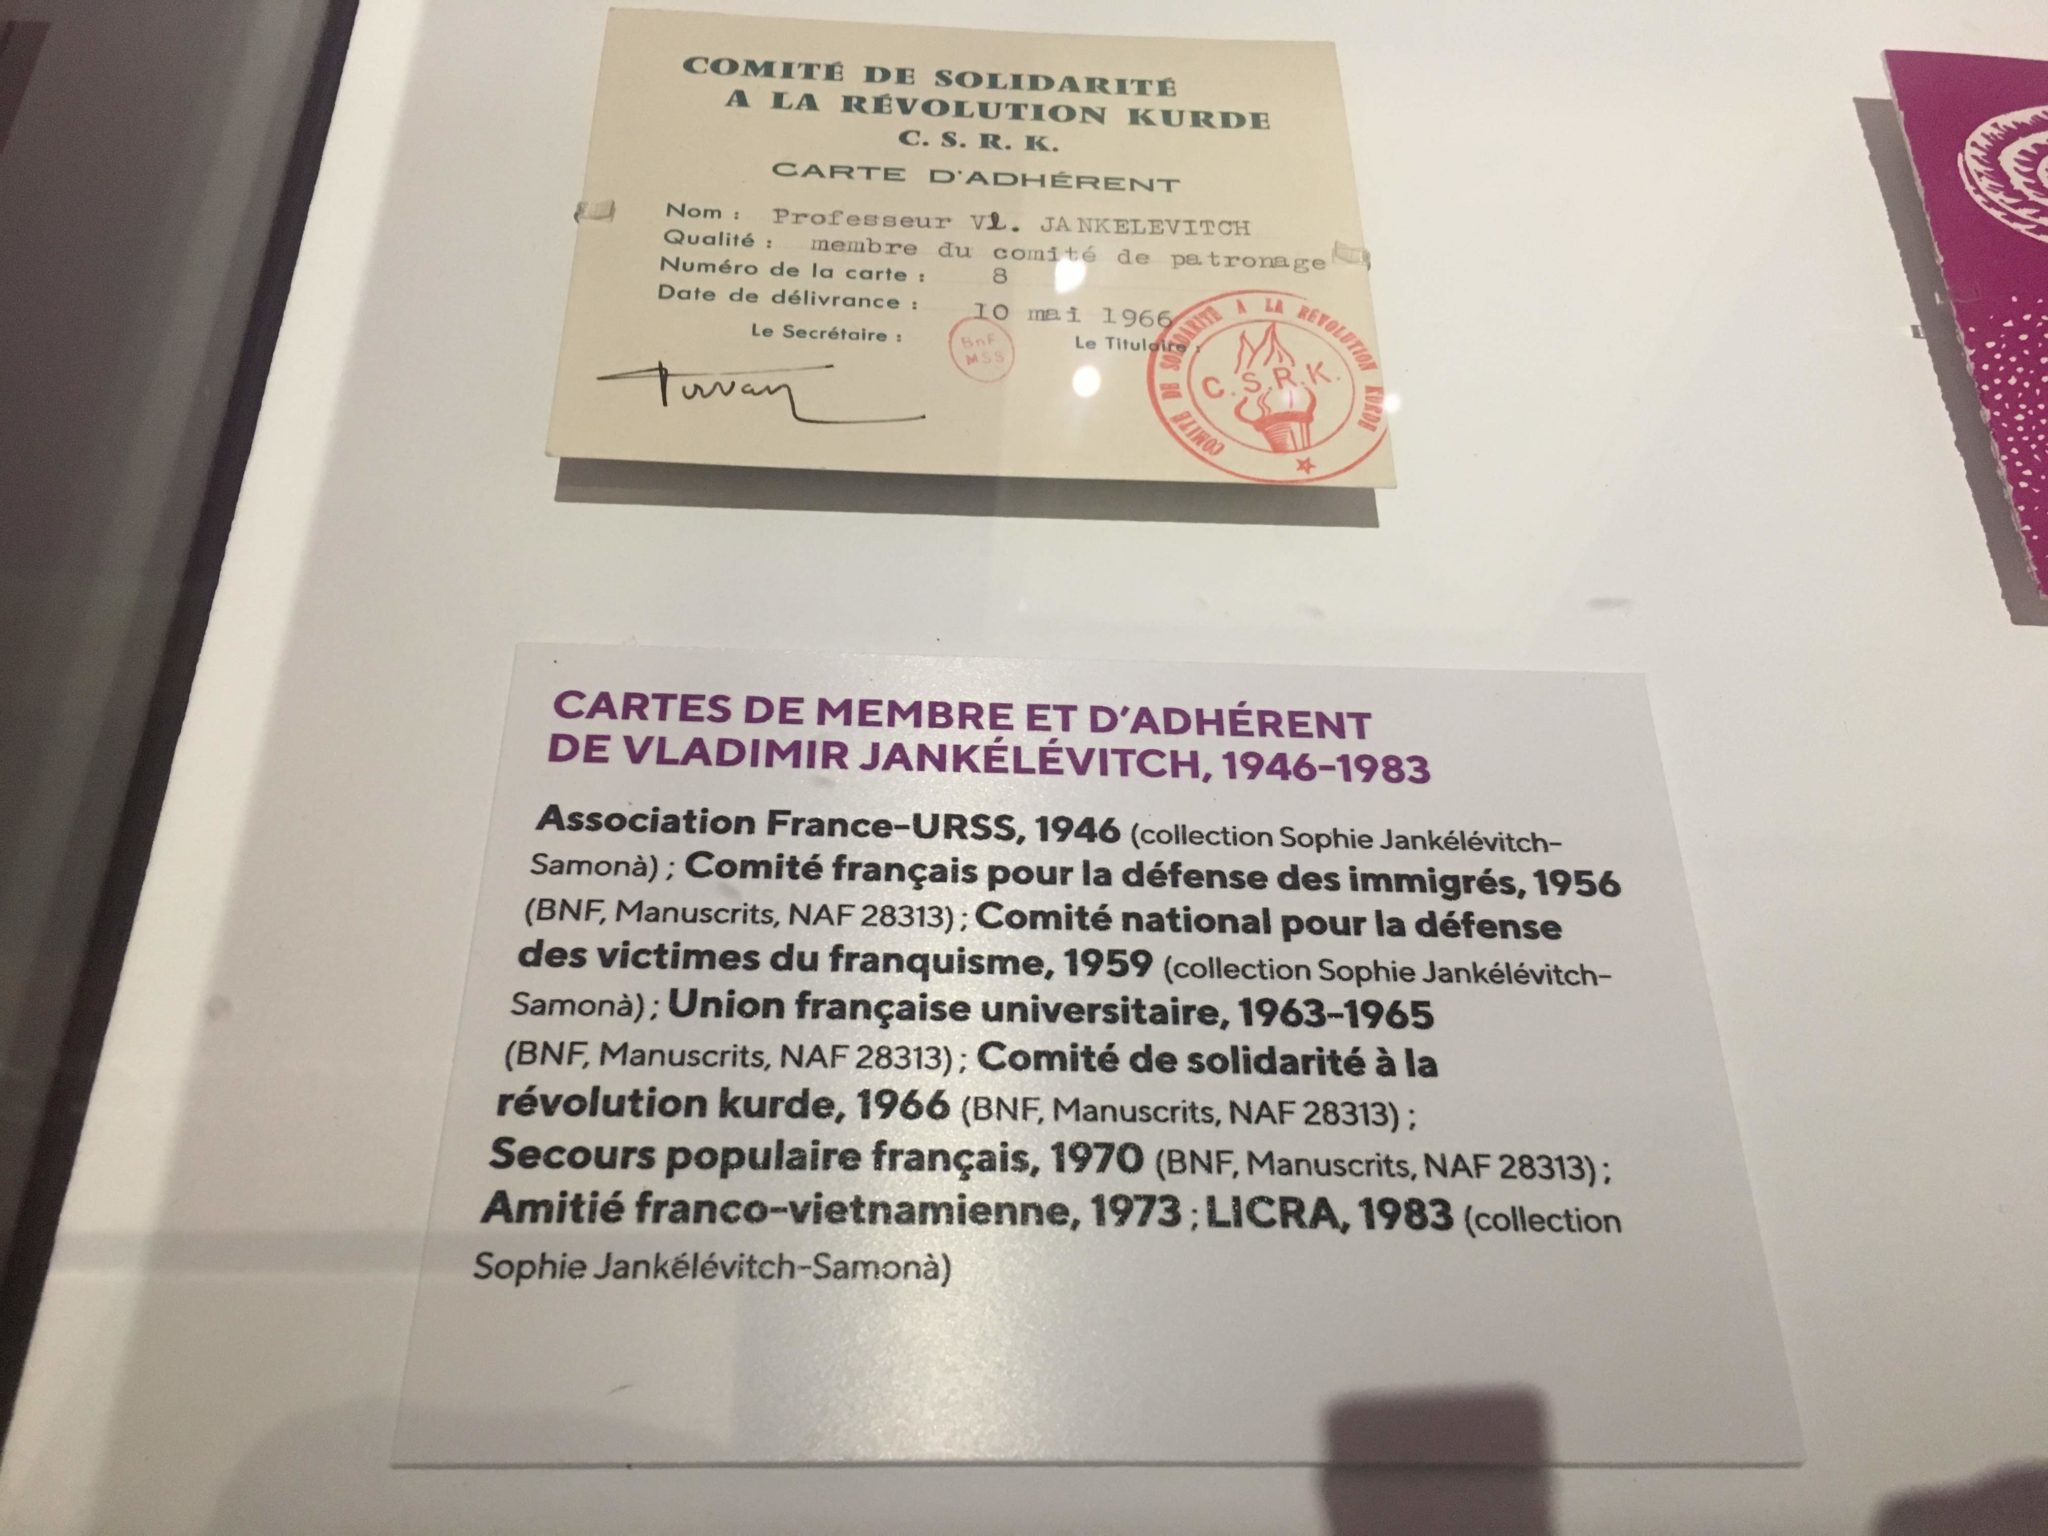 COMITÉ DE SOLIDARITÉ
A LA RÉVOLUTION KURDE
C. S. R. K.
CARTE D'ADHÉRENT
Nom : Professeur Vl. JANKELEVITCH
Qualité : membre du comité de patronage
Numéro de la carte : 8
Date de délivrance : 10 mai 1966
Le Secrétaire :
Le Titulaire :
BnF
MSS
COMITÉ DE SOLIDARITÉ A LA RÉVOLUTION KURDE
C.S.R.K.
CARTES DE MEMBRE ET D'ADHÉRENT
DE VLADIMIR JANKÉLÉVITCH, 1946-1983
Association France-URSS, 1946 (collection Sophie Jankélévitch-
Samonà) ; Comité français pour la défense des immigrés, 1956
(BNF, Manuscrits, NAF 28313) ; Comité national pour la défense
des victimes du franquisme, 1959 (collection Sophie Jankélévitch-
Samonà) ; Union française universitaire, 1963-1965
(BNF, Manuscrits, NAF 28313) ; Comité de solidarité à la
révolution kurde, 1966 (BNF, Manuscrits, NAF 28313) ;
Secours populaire français, 1970 (BNF, Manuscrits, NAF 28313) ;
Amitié franco-vietnamienne, 1973 ; LICRA, 1983 (collection
Sophie Jankélévitch-Samonà)